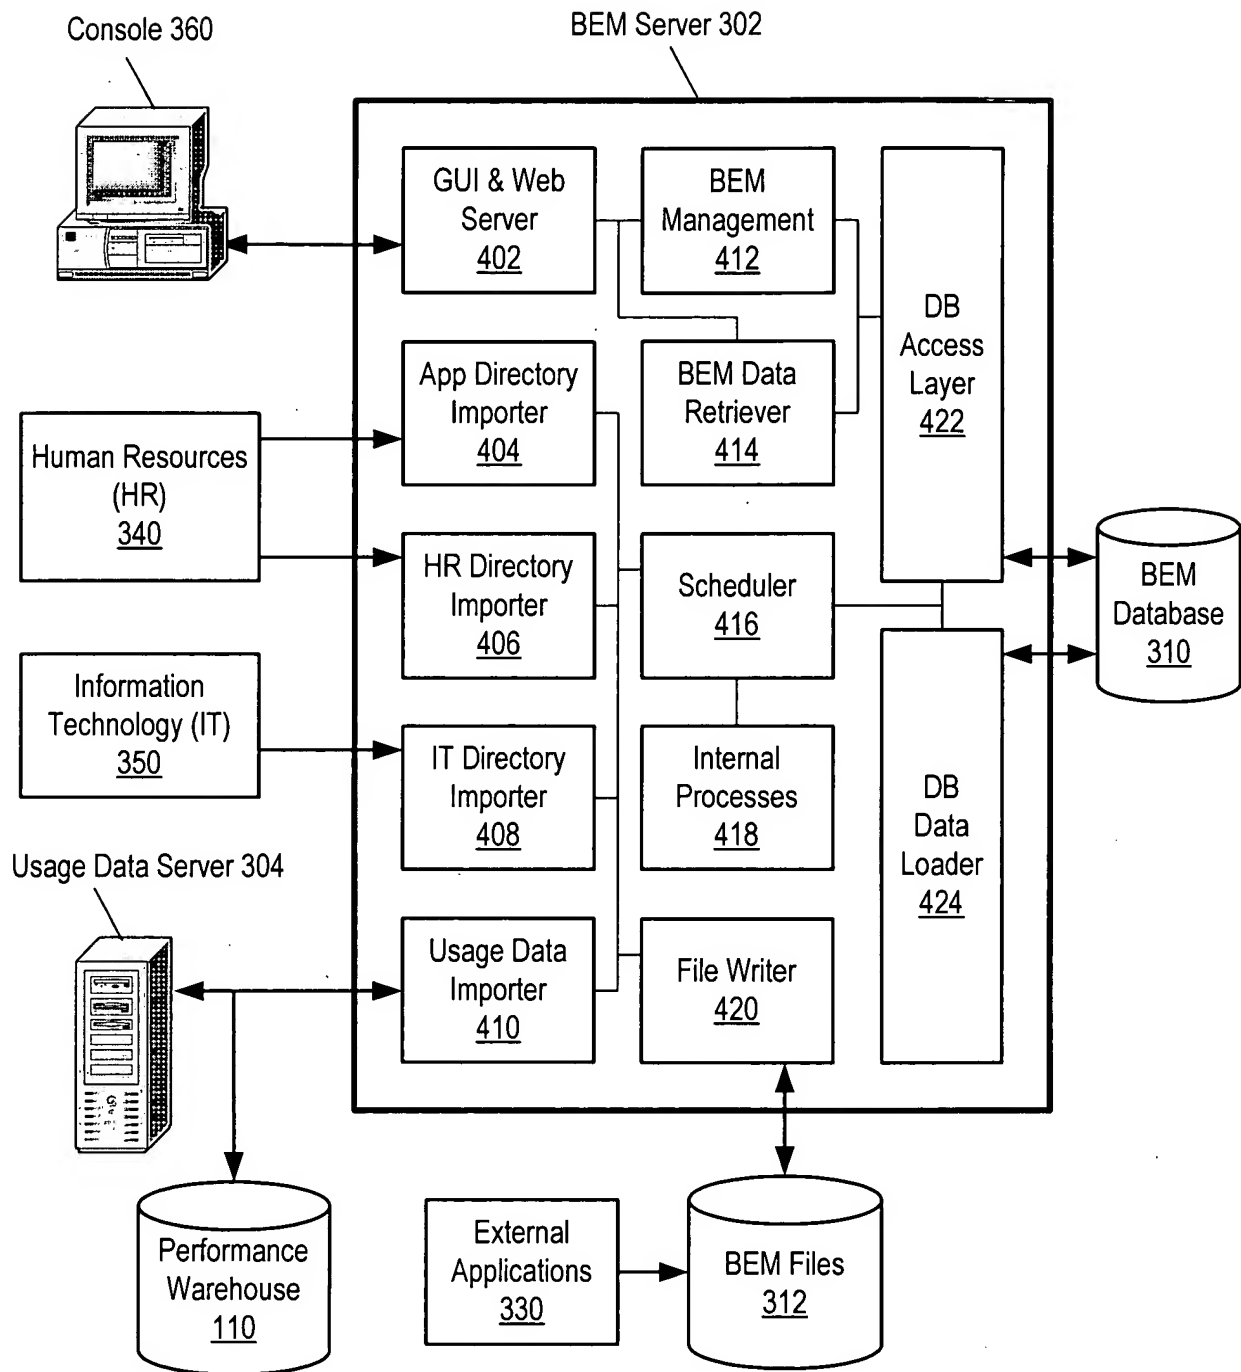 Console 360
BEM Server 302
GUI & Web
Server
402
BEM
Management
412
DB
Access
Layer
422
App Directory
Importer
404
BEM Data
Retriever
414
Human Resources
(HR)
340
HR Directory
Importer
406
Scheduler
416
BEM
Database
310
Information
Technology (IT)
350
IT Directory
Importer
408
Internal
Processes
418
DB
Data
Loader
424
Usage Data Server 304
Usage Data
Importer
410
File Writer
420
Performance
Warehouse
110
External
Applications
330
BEM Files
312